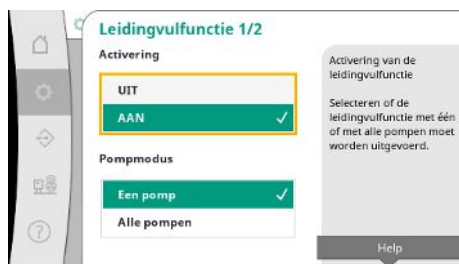 Leidingvulfunctie 1/2
Activering
UIT
AAN
Pompmodus
Een pomp
Alle pompen
Activering van de
leidingvulfunctie
Selecteren of de
leidingvulfunctie met één
of met alle pompen moet
worden uitgevoerd.
Help